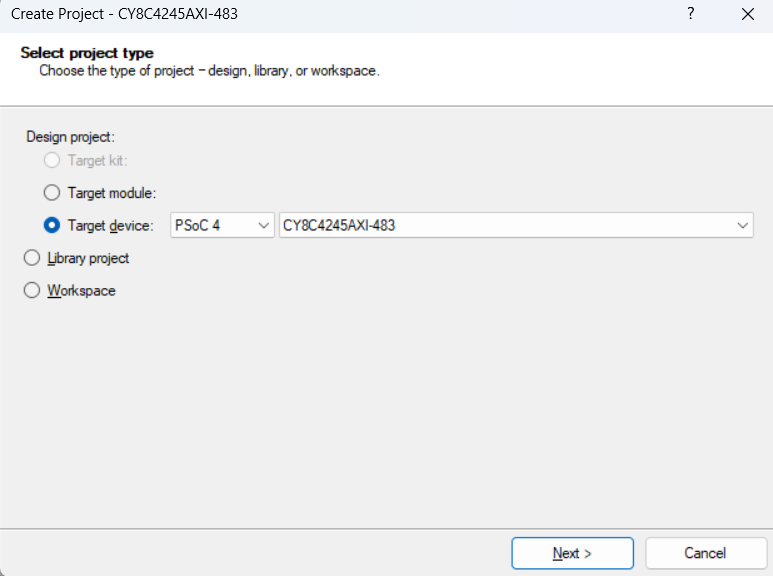 Create Project - CY8C4245AXI-483 ?
Select project type
Choose the type of project – design, library, or workspace.
Design project:
Target kit:
Target module:
Target device: PSoC 4 CY8C4245AXI-483
Library project
Workspace
Next > Cancel